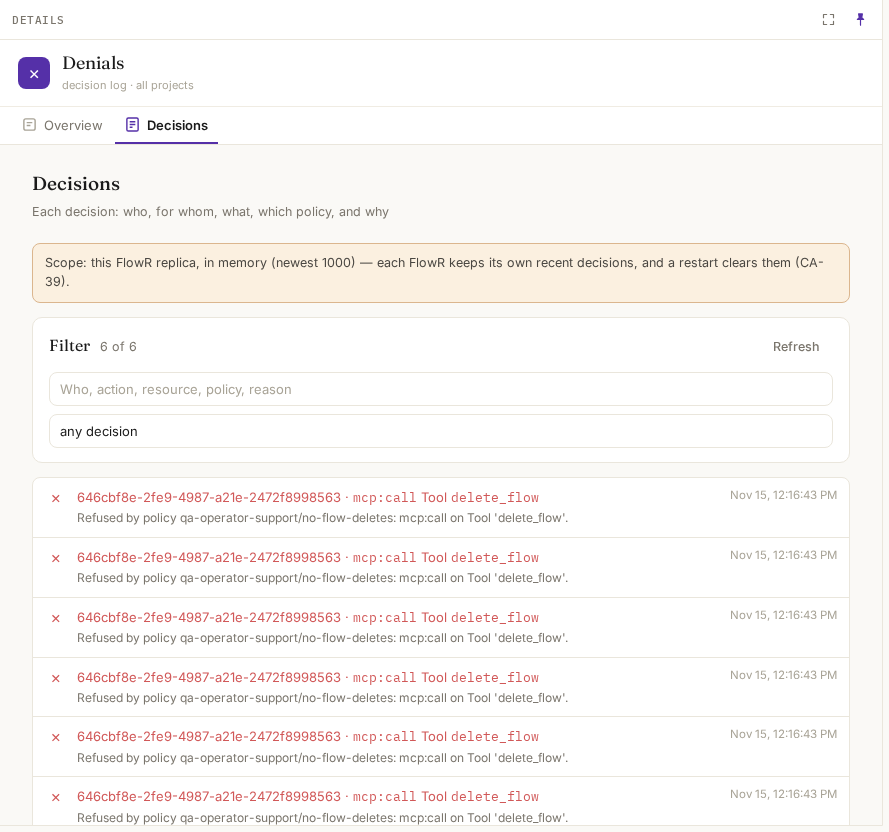 DETAILS
Denials
decision log · all projects
Overview
Decisions
Decisions
Each decision: who, for whom, what, which policy, and why
Scope: this FlowR replica, in memory (newest 1000) — each FlowR keeps its own recent decisions, and a restart clears them (CA-
39).
Filter 6 of 6
Refresh
Who, action, resource, policy, reason
any decision
646cbf8e-2fe9-4987-a21e-2472f8998563 · mcp:call Tool delete_flow
Nov 15, 12:16:43 PM
Refused by policy qa-operator-support/no-flow-deletes: mcp:call on Tool 'delete_flow'.
646cbf8e-2fe9-4987-a21e-2472f8998563 · mcp:call Tool delete_flow
Nov 15, 12:16:43 PM
Refused by policy qa-operator-support/no-flow-deletes: mcp:call on Tool 'delete_flow'.
646cbf8e-2fe9-4987-a21e-2472f8998563 · mcp:call Tool delete_flow
Nov 15, 12:16:43 PM
Refused by policy qa-operator-support/no-flow-deletes: mcp:call on Tool 'delete_flow'.
646cbf8e-2fe9-4987-a21e-2472f8998563 · mcp:call Tool delete_flow
Nov 15, 12:16:43 PM
Refused by policy qa-operator-support/no-flow-deletes: mcp:call on Tool 'delete_flow'.
646cbf8e-2fe9-4987-a21e-2472f8998563 · mcp:call Tool delete_flow
Nov 15, 12:16:43 PM
Refused by policy qa-operator-support/no-flow-deletes: mcp:call on Tool 'delete_flow'.
646cbf8e-2fe9-4987-a21e-2472f8998563 · mcp:call Tool delete_flow
Nov 15, 12:16:43 PM
Refused by policy qa-operator-support/no-flow-deletes: mcp:call on Tool 'delete_flow'.